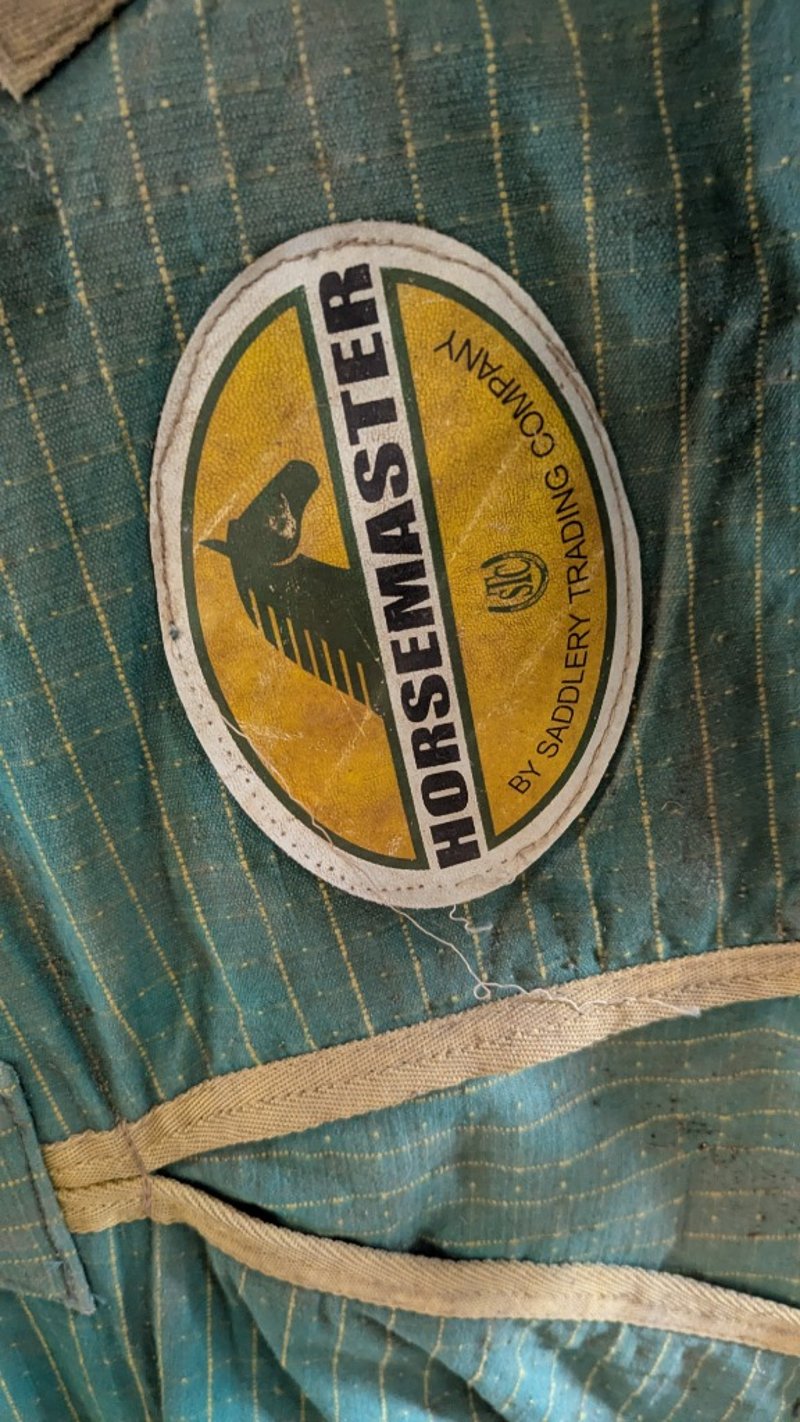 HORSEMASTER
STC
BY SADDLERY TRADING COMPANY